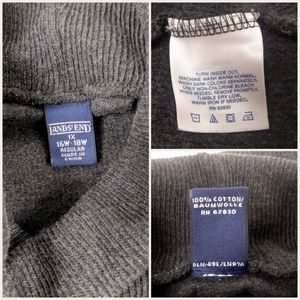 LANDS' END
1X
16W-18W
REGULAR
MADE IN
CHINA
TURN INSIDE OUT.
MACHINE WASH WARM NORMAL.
WASH DARK COLORS SEPARATELY.
ONLY NON-CHLORINE BLEACH
WHEN NEEDED, REMOVE PROMPTLY.
TUMBLE DRY LOW.
WARM IRON IF NEEDED.
RN 62830
100% COTTON/
BAUMWOLLE
RN 62830